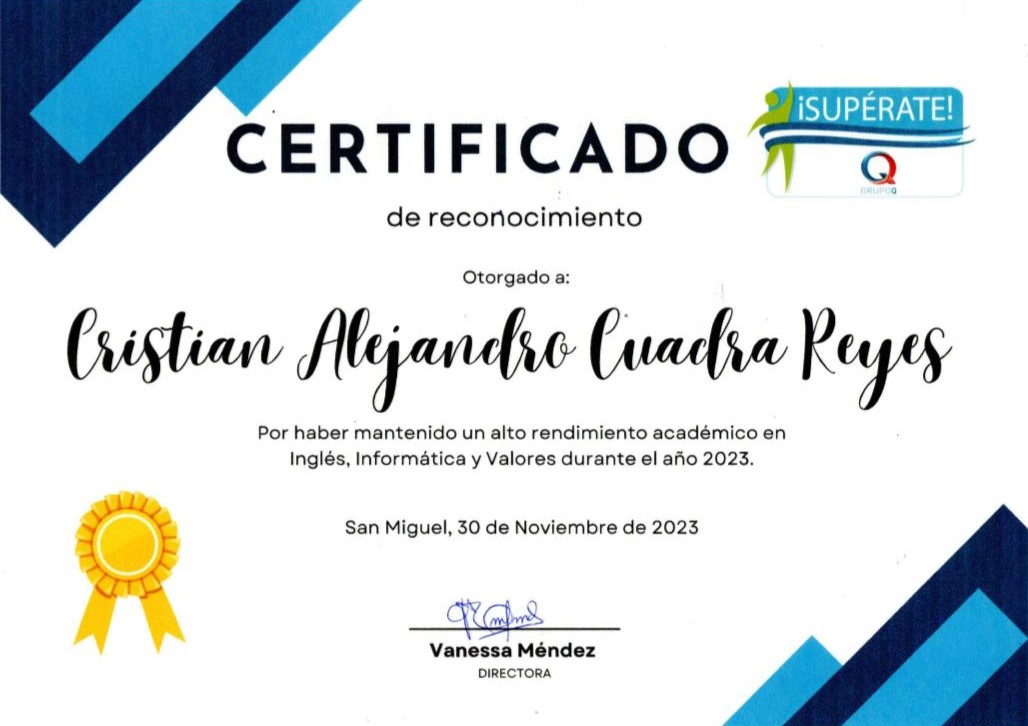 CERTIFICADO
¡SUPÉRATE!
GRUPOQ
de reconocimiento
Otorgado a:
Cristian Alejandro Cuadra Reyes
Por haber mantenido un alto rendimiento académico en
Inglés, Informática y Valores durante el año 2023.
San Miguel, 30 de Noviembre de 2023
Vanessa Méndez
DIRECTORA